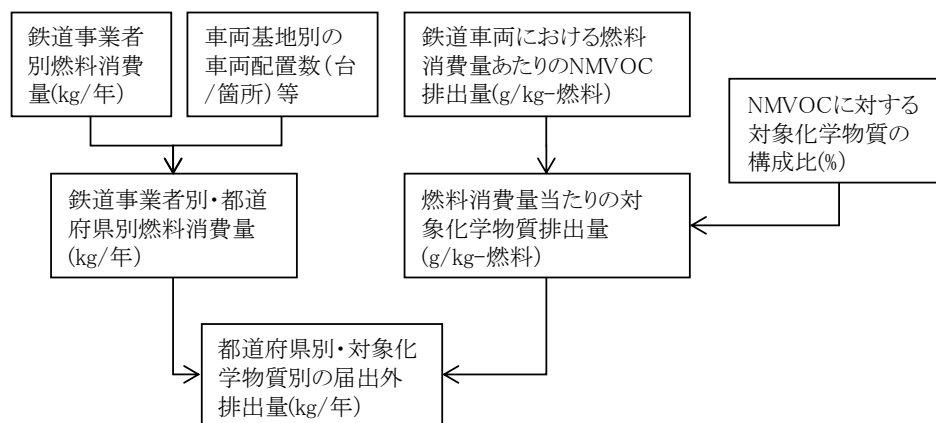 鉄道事業者
別燃料消費
量(kg/年)
車両基地別の
車両配置数(台
/箇所)等
鉄道車両における燃料
消費量あたりのNMVOC
排出量(g/kg-燃料)
NMVOCに対する
対象化学物質の
構成比(%)
鉄道事業者別・都道
府県別燃料消費量
(kg/年)
燃料消費量当たりの対
象化学物質排出量
(g/kg-燃料)
都道府県別・対象化
学物質別の届出外
排出量(kg/年)